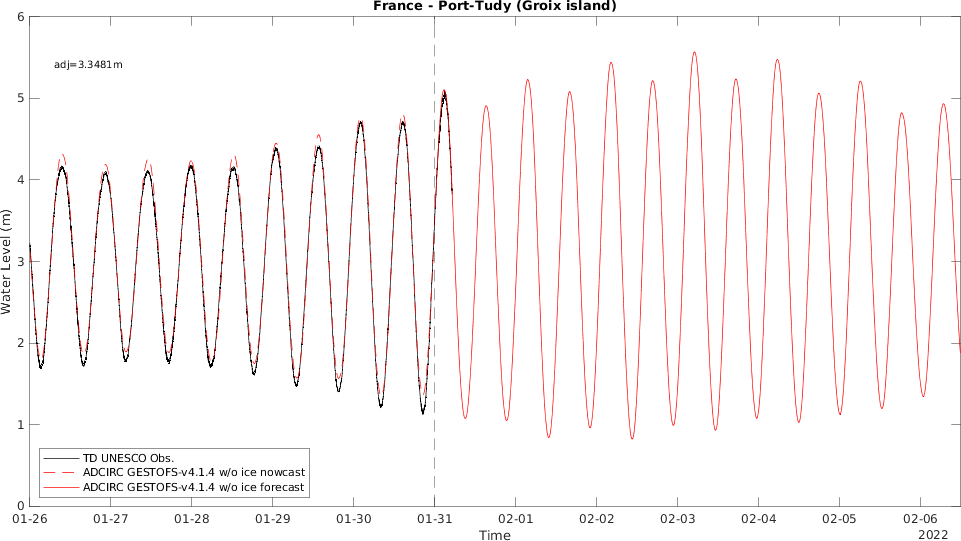 France - Port-Tudy (Groix island)
adj=3.3481m
6
5
4
3
2
1
0
Water Level (m)
TD UNESCO Obs.
ADCIRC GESTOFS-v4.1.4 w/o ice nowcast
ADCIRC GESTOFS-v4.1.4 w/o ice forecast
01-26 01-27 01-28 01-29 01-30 01-31 02-01 02-02 02-03 02-04 02-05 02-06
Time
2022